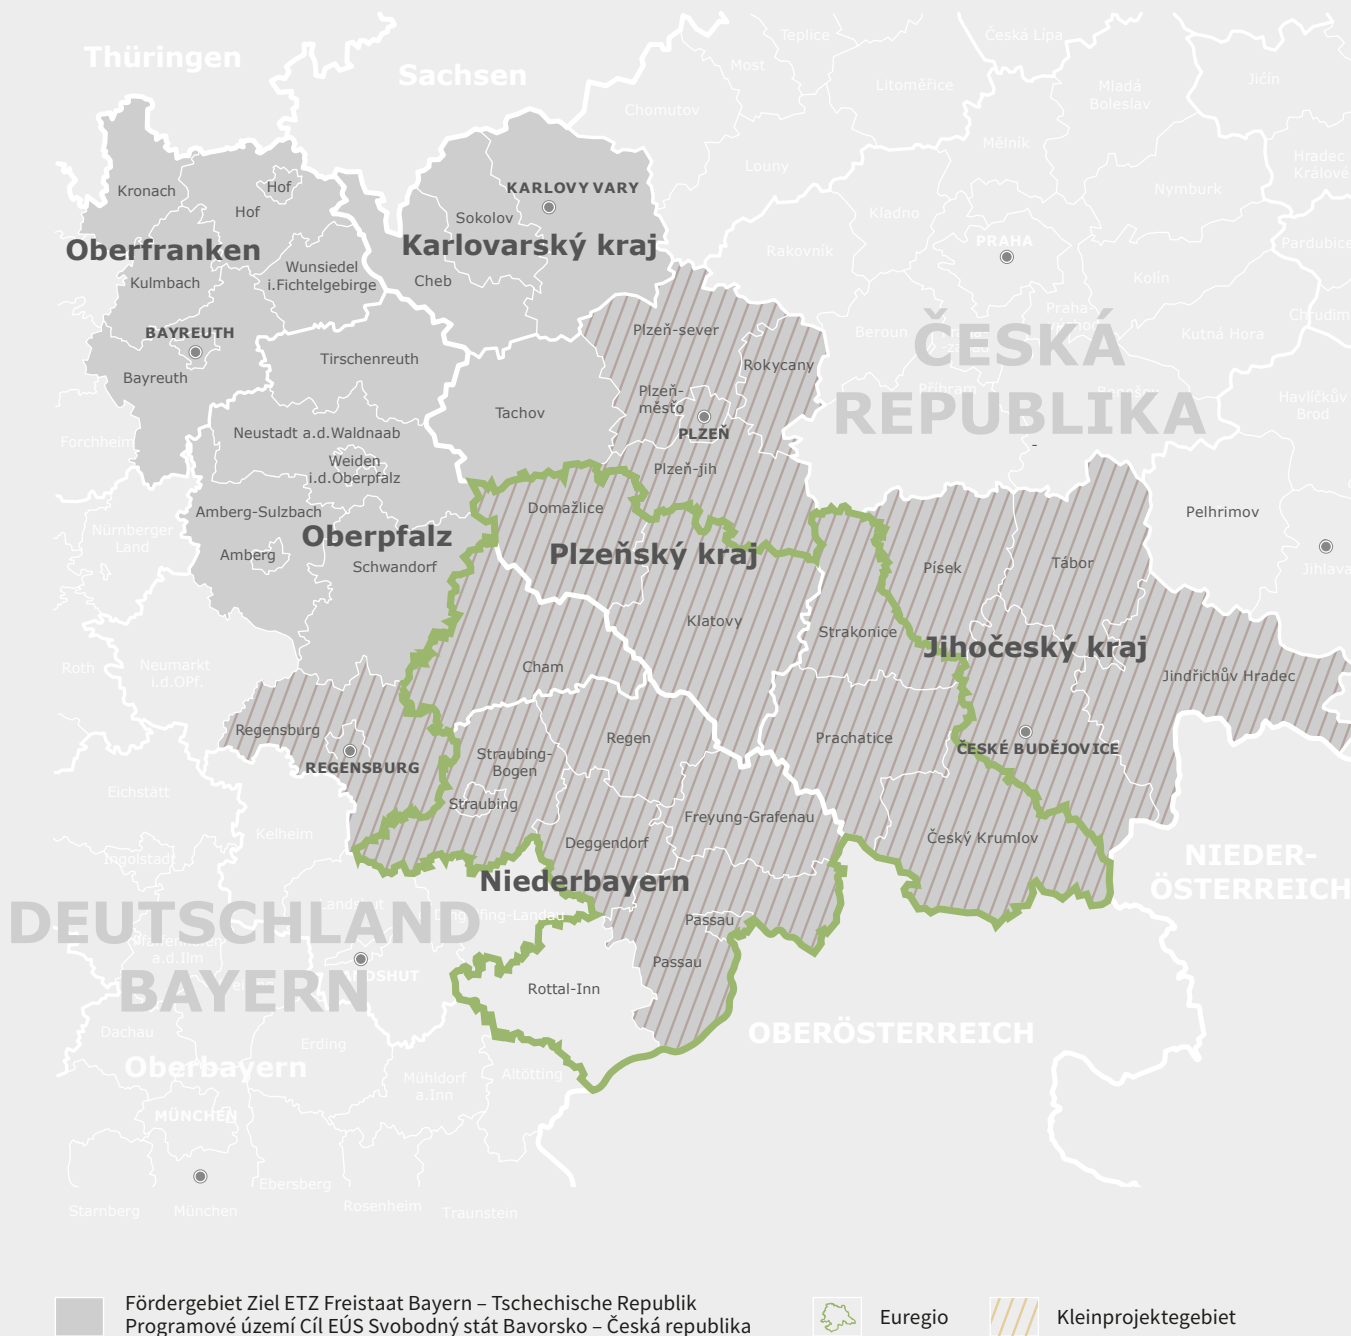 Thüringen
Sachsen
Teplice
Česká Lípa
Most
Litoměřice
Mladá
Boleslav
Jičín
Chomutov
Mělník
Louny
Hradec
Králové
Kronach
Hof
Hof
KARLOVY VARY
Sokolov
Nymburk
Kladno
Oberfranken
Karlovarský kraj
Rakovník
PRAHA
Pardubice
Wunsiedel
i.Fichtelgebirge
Kulmbach
Cheb
Kolín
Praha-
Chrudim
BAYREUTH
Plzeň-sever
Beroun
Kutná Hora
ČESKÁ
REPUBLIKA
Tirschenreuth
Rokycany
Bayreuth
Plzeň-
město
Příbram
Benešov
Havlíčkův
Brod
Tachov
PLZEŇ
Neustadt a.d.Waldnaab
Forchheim
Weiden
i.d.Oberpfalz
Plzeň-jih
Amberg-Sulzbach
Domažlice
Pelhrimov
Nürnberger
Land
Oberpfalz
Amberg
Schwandorf
Plzeňský kraj
Písek
Tábor
Jihlava
Klatovy
Strakonice
Jihočeský kraj
Roth
Neumarkt
i.d.OPf.
Cham
Jindřichův Hradec
Regensburg
Regen
Prachatice
ČESKÉ BUDĚJOVICE
REGENSBURG
Straubing-
Bogen
Eichstätt
Straubing
Freyung-Grafenau
Kelheim
Deggendorf
Český Krumlov
Ingolstadt
NIEDER-
ÖSTERREICH
Niederbayern
Landshut
Dingolfing-Landau
DEUTSCHLAND
BAYERN
Passau
Pfaffenhofen
a.d.Ilm
Passau
Rottal-Inn
Dachau
OBERÖSTERREICH
Erding
Oberbayern
Mühldorf
a.Inn
Altötting
MÜNCHEN
Ebersberg
Starnberg
München
Rosenheim
Traunstein
Fördergebiet Ziel ETZ Freistaat Bayern – Tschechische Republik
Programové území Cíl EÚS Svobodný stát Bavorsko – Česká republika
Euregio
Kleinprojektegebiet